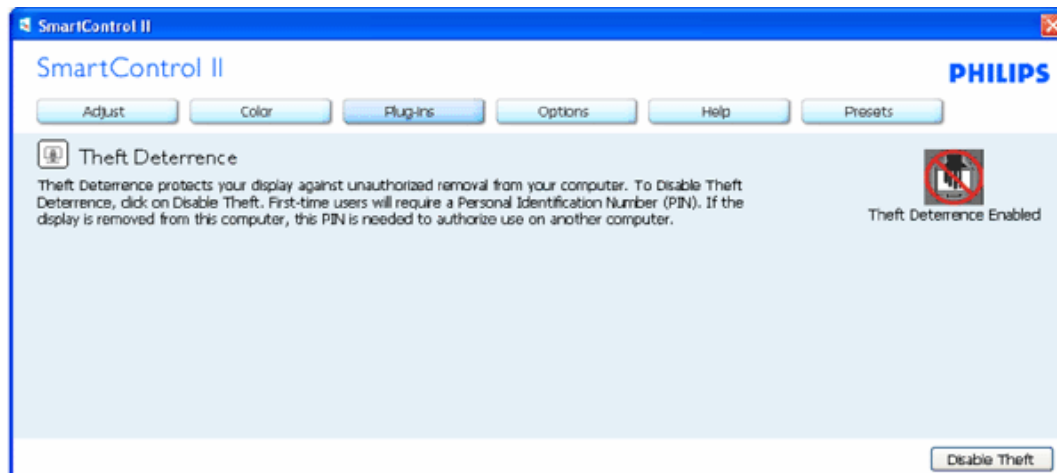 SmartControl II
SmartControl II
PHILIPS
Adjust Color Plug-Ins Options Help Presets
Theft Deterrence
Theft Deterrence protects your display against unauthorized removal from your computer. To Disable Theft
Deterrence, click on Disable Theft. First-time users will require a Personal Identification Number (PIN). If the
display is removed from this computer, this PIN is needed to authorize use on another computer.
Theft Deterrence Enabled
Disable Theft